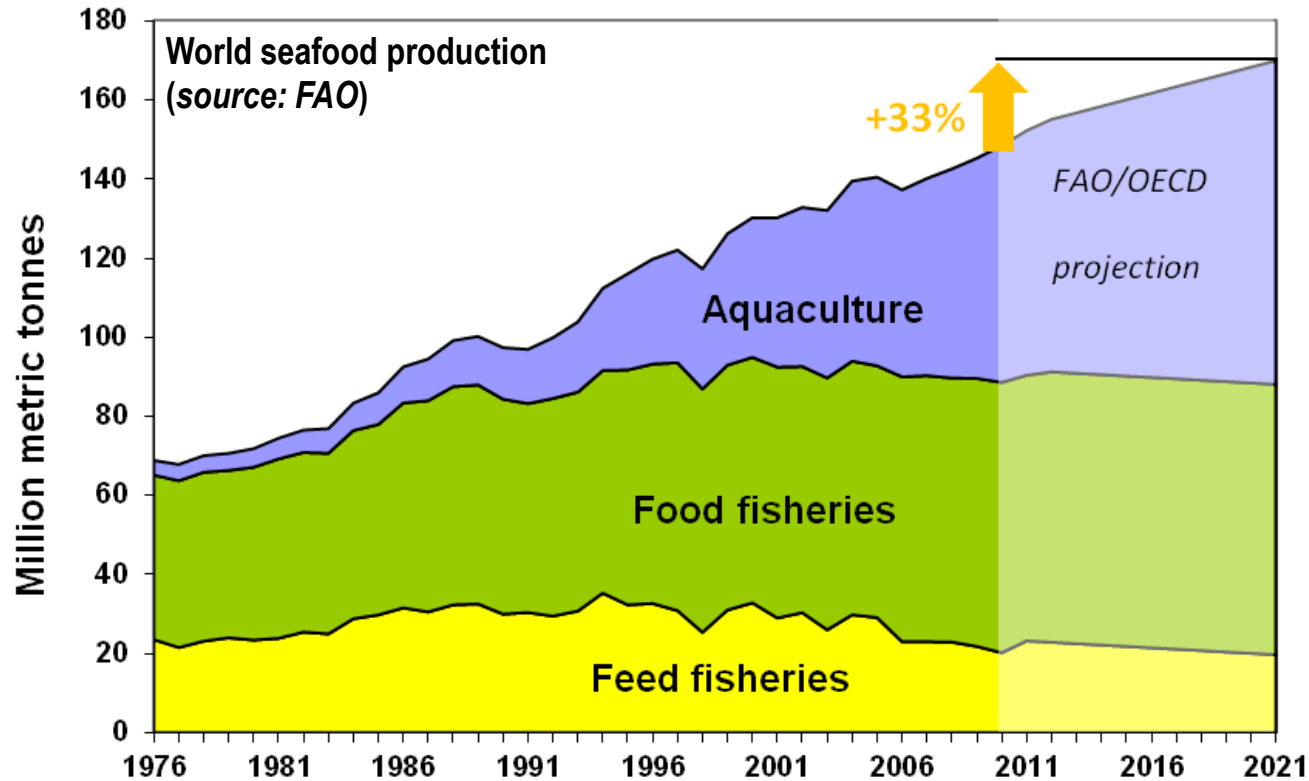 World seafood production
(source: FAO)
180
160
140
120
100
80
60
40
20
0
Million metric tonnes
+33%
FAO/OECD
projection
Aquaculture
Food fisheries
Feed fisheries
1976 1981 1986 1991 1996 2001 2006 2011 2016 2021